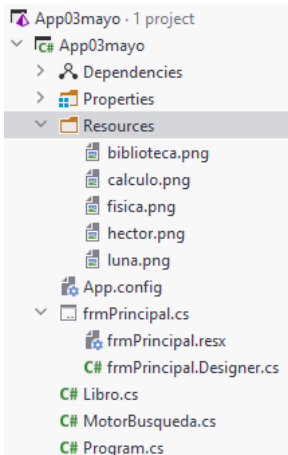 App03mayo · 1 project
C# App03mayo
Dependencies
Properties
Resources
biblioteca.png
calculo.png
fisica.png
hector.png
luna.png
App.config
frmPrincipal.cs
frmPrincipal.resx
C# frmPrincipal.Designer.cs
C# Libro.cs
C# MotorBusqueda.cs
C# Program.cs